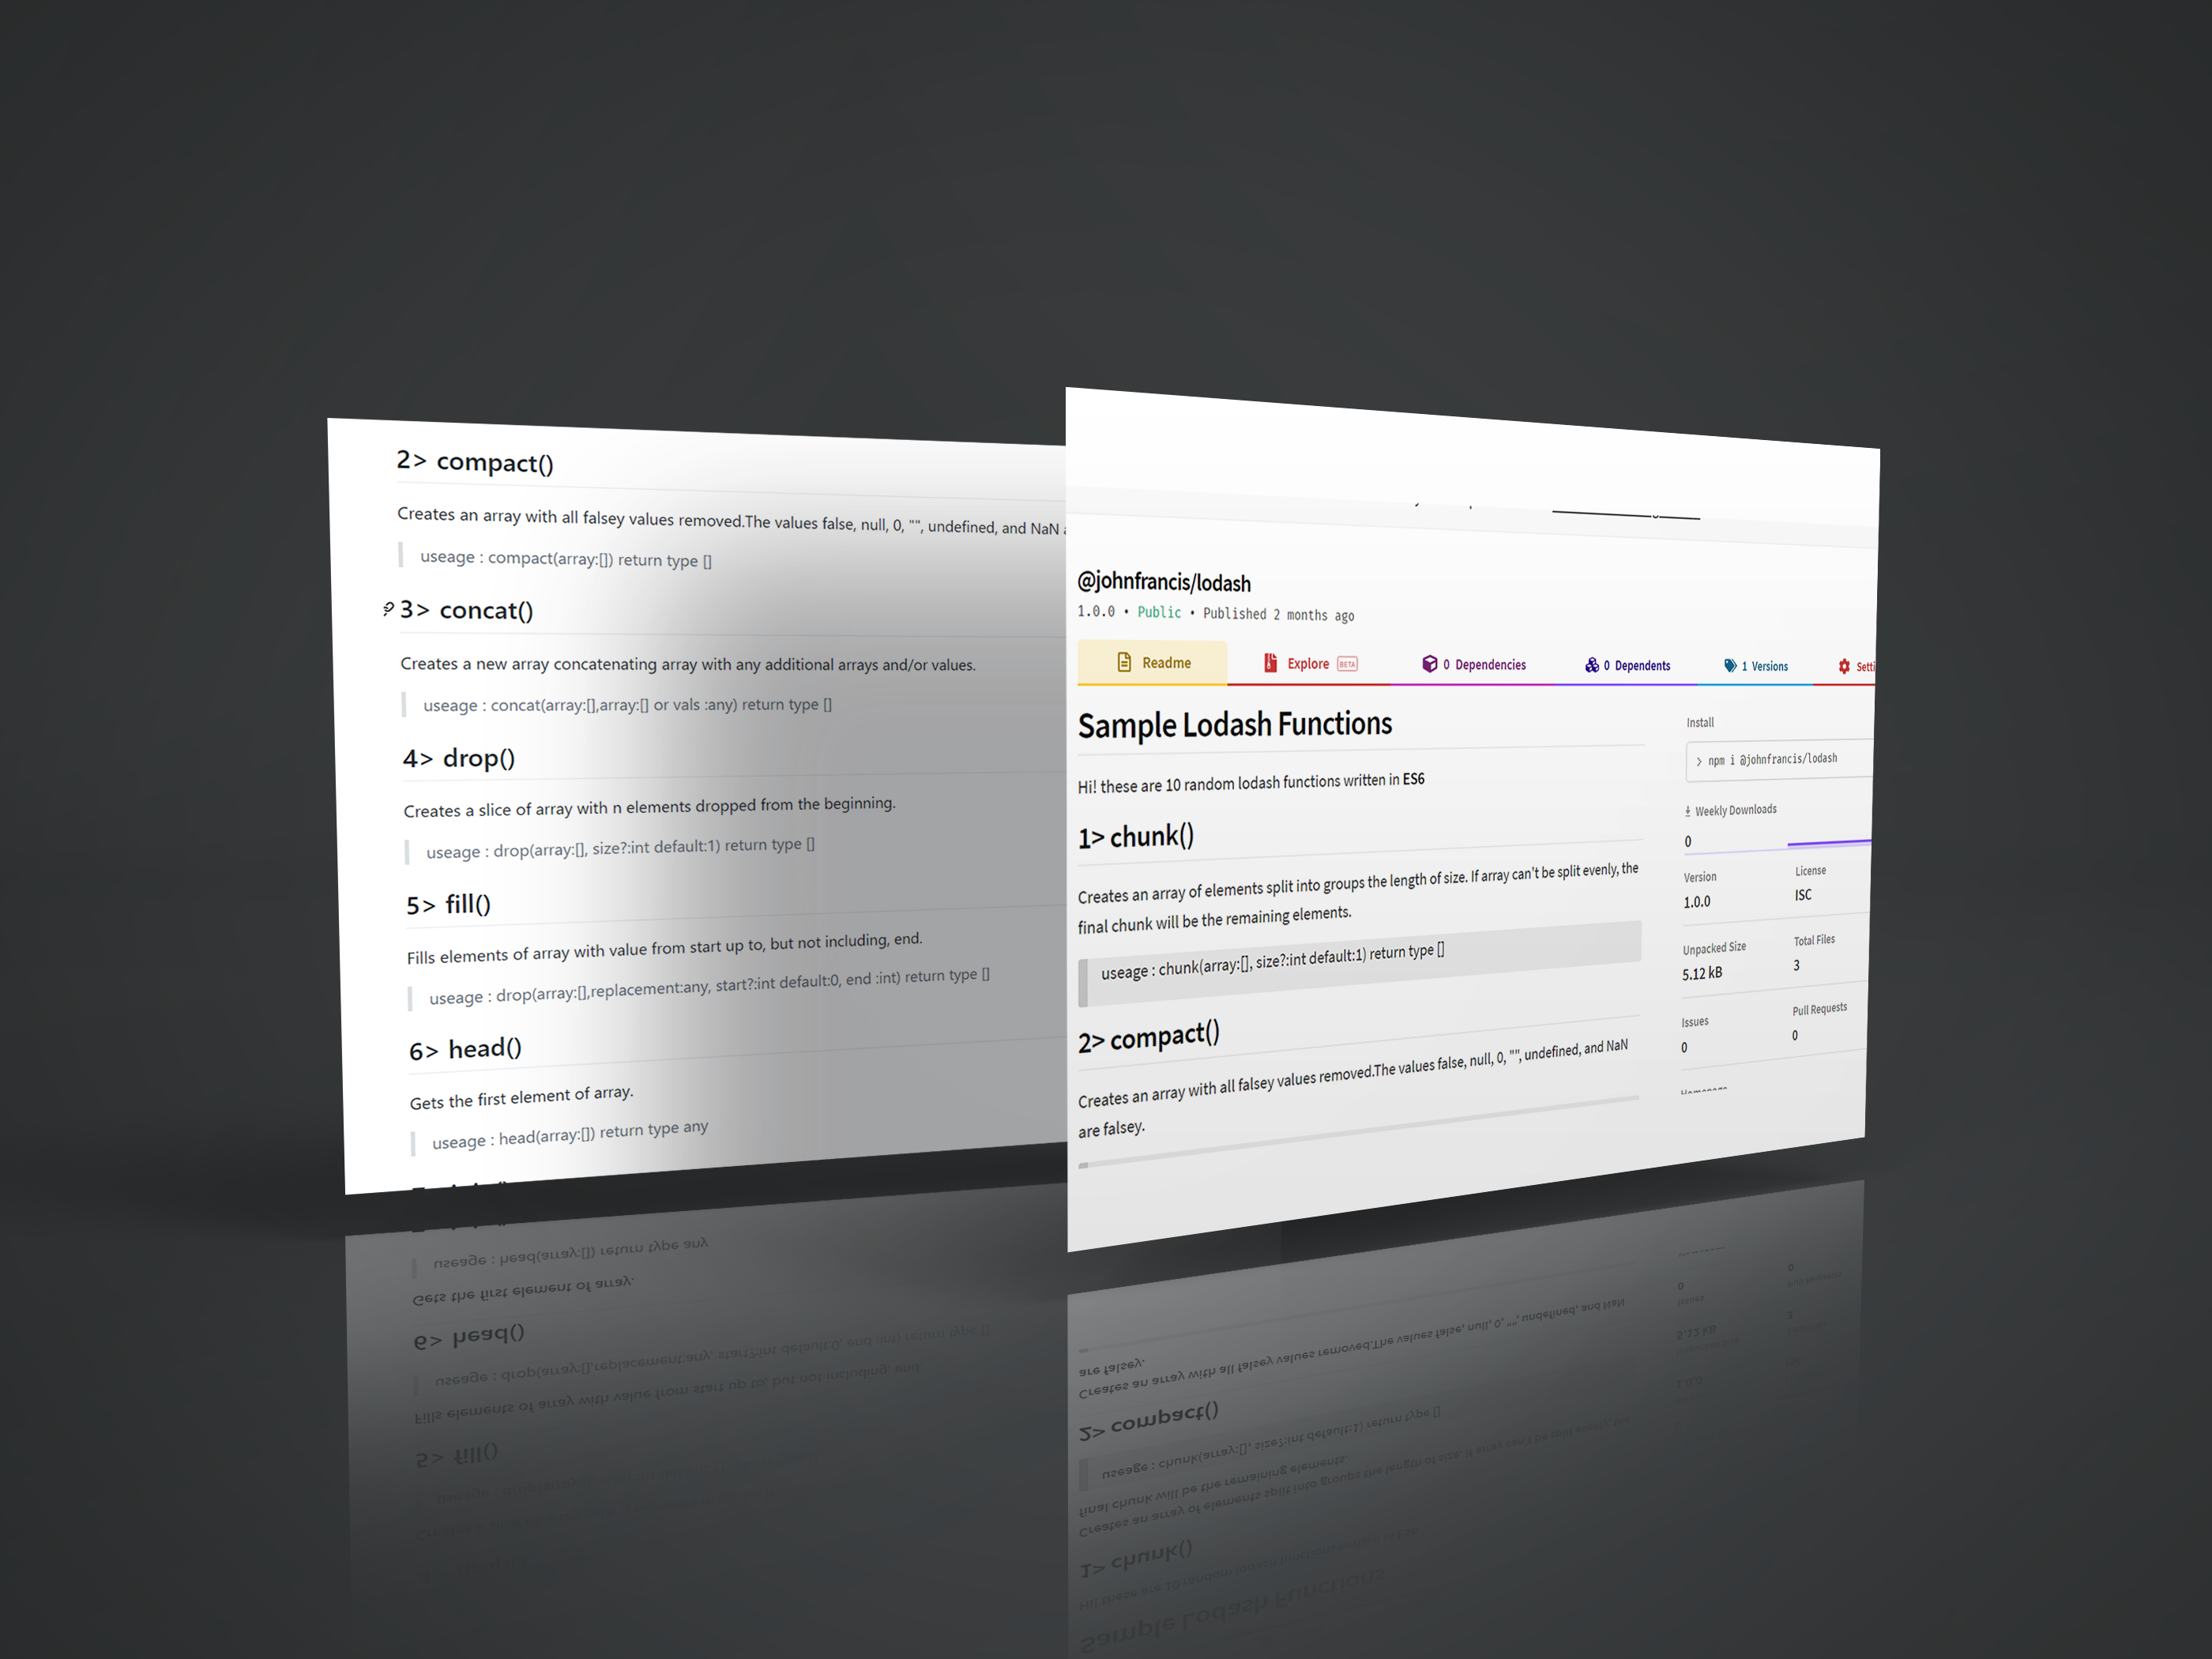 2> compact()
Creates an array with all falsey values removed.The values false, null, 0, "", undefined, and NaN
useage : compact(array:[]) return type []
3> concat()
Creates a new array concatenating array with any additional arrays and/or values.
useage : concat(array:[],array:[] or vals :any) return type []
4> drop()
Creates a slice of array with n elements dropped from the beginning.
useage : drop(array:[], size?:int default:1) return type []
5> fill()
Fills elements of array with value from start up to, but not including, end.
useage : drop(array:[],replacement:any, start?:int default:0, end :int) return type []
6> head()
Gets the first element of array.
useage : head(array:[]) return type any
@johnfrancis/lodash
1.0.0 • Public • Published 2 months ago
Readme Explore BETA 0 Dependencies 0 Dependents 1 Versions
Sample Lodash Functions
Hi! these are 10 random lodash functions written in ES6
1> chunk()
Creates an array of elements split into groups the length of size. If array can't be split evenly, the
final chunk will be the remaining elements.
useage : chunk(array:[], size?:int default:1) return type []
2> compact()
Creates an array with all falsey values removed.The values false, null, 0, "", undefined, and NaN
are falsey.
Install
> npm i @johnfrancis/lodash
Weekly Downloads
0
Version License
1.0.0 ISC
Unpacked Size Total Files
5.12 kB 3
Issues Pull Requests
0 0